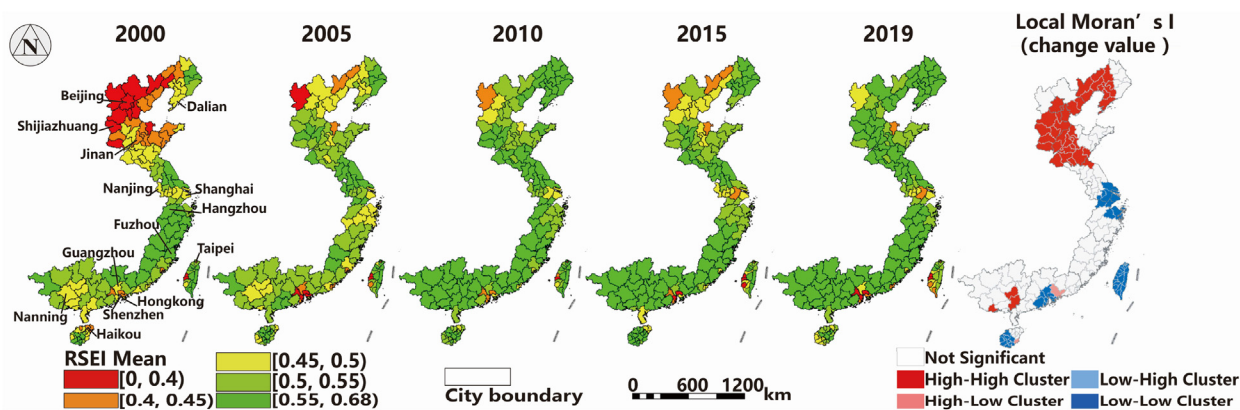 N
2000
2005
2010
2015
2019
Local Moran’s I
(change value )
Beijing
Dalian
Shijiazhuang
Jinan
Nanjing
Shanghai
Hangzhou
Fuzhou
Guangzhou
Taipei
Hongkong
Nanning
Shenzhen
Haikou
RSEI Mean
[0, 0.4)
[0.4, 0.45)
[0.45, 0.5)
[0.5, 0.55)
[0.55, 0.68)
City boundary
0 600 1200 km
Not Significant
High-High Cluster
High-Low Cluster
Low-High Cluster
Low-Low Cluster